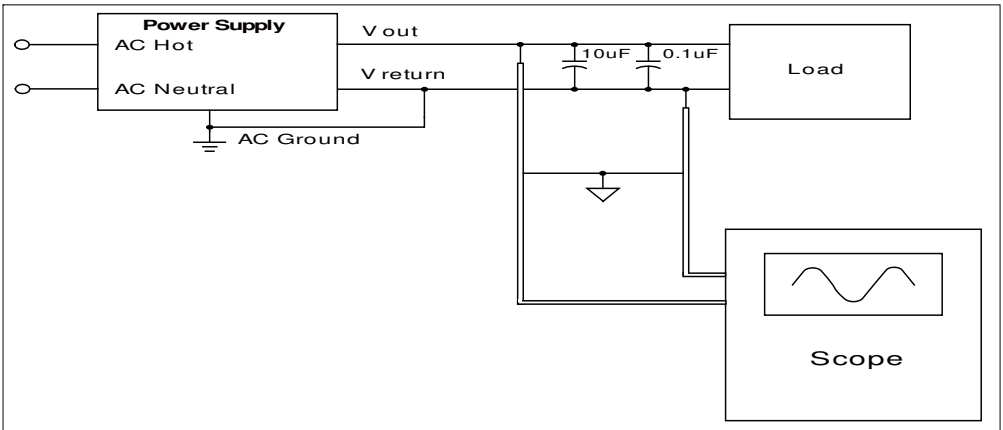 Power Supply
AC Hot
AC Neutral
V out
V return
AC Ground
10uF
0.1uF
Load
Scope